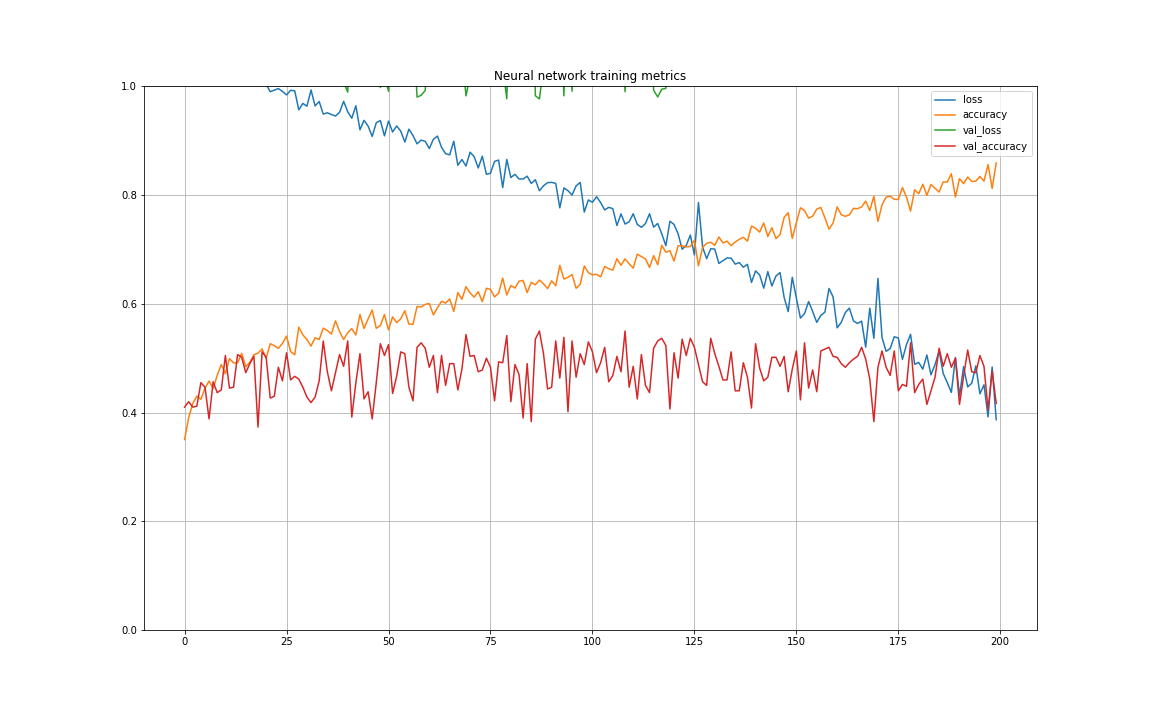 Neural network training metrics
1.0
0.8
0.6
0.4
0.2
0.0
loss
accuracy
val_loss
val_accuracy
0 25 50 75 100 125 150 175 200